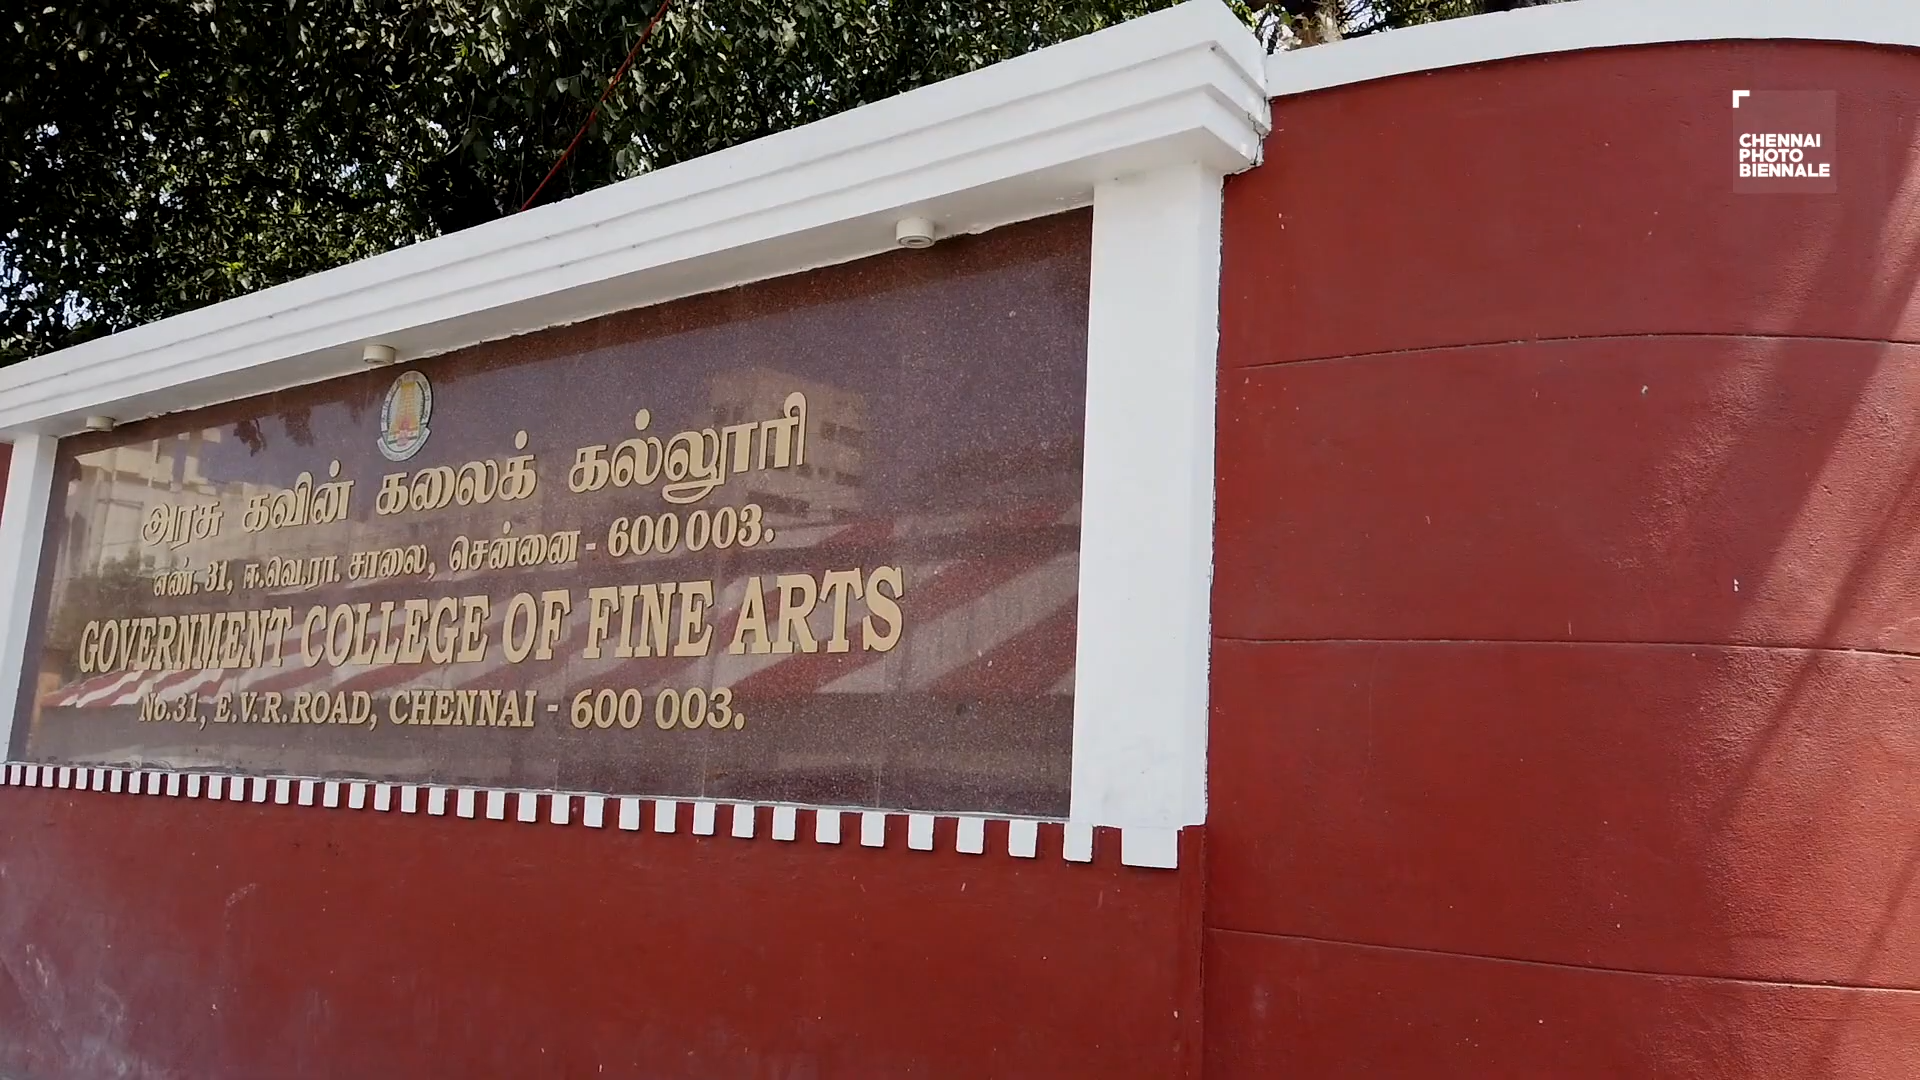 அரசு கவின் கலைக் கல்லூரி
எண். 31, ஈ.வெ.ரா. சாலை, சென்னை - 600 003.
GOVERNMENT COLLEGE OF FINE ARTS
No.31, E.V.R.ROAD, CHENNAI - 600 003.
CHENNAI
PHOTO
BIENNALE